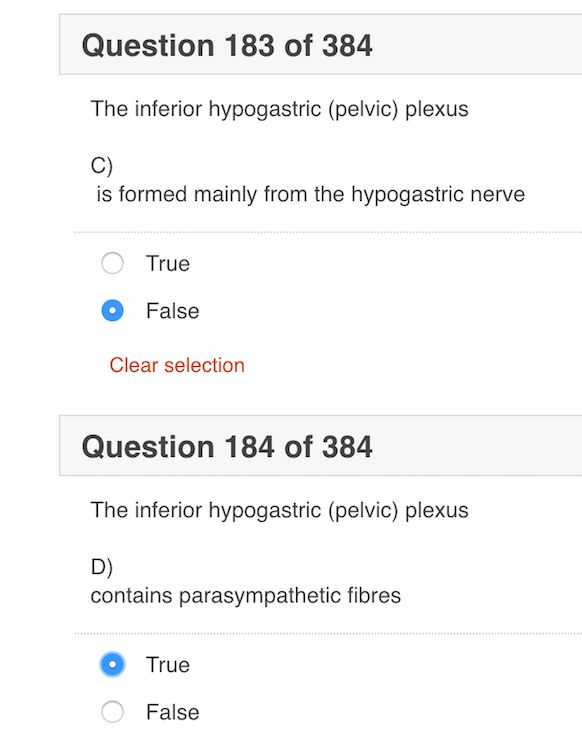 Question 183 of 384
The inferior hypogastric (pelvic) plexus
C)
is formed mainly from the hypogastric nerve
True
False
Clear selection
Question 184 of 384
The inferior hypogastric (pelvic) plexus
D)
contains parasympathetic fibres
True
False